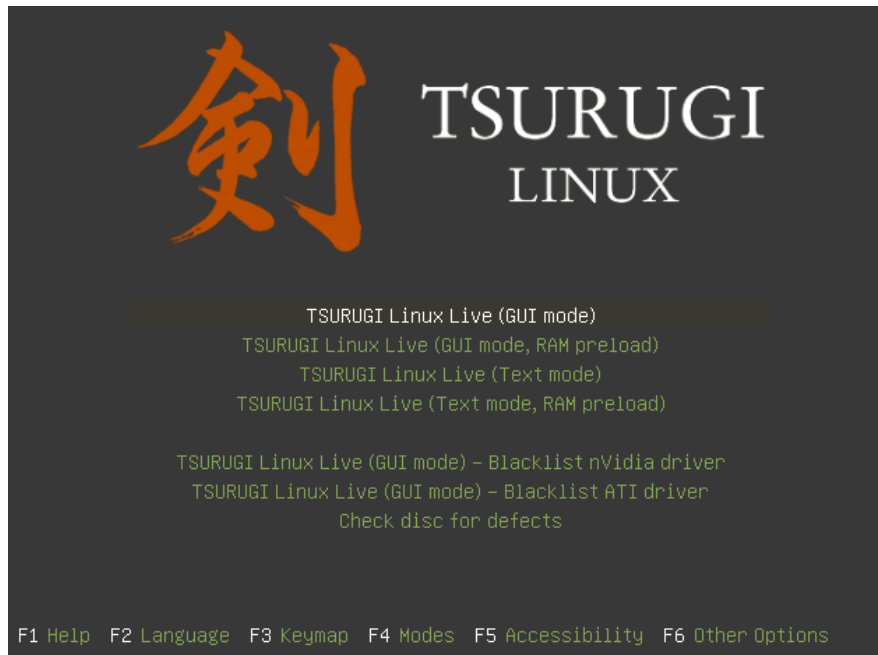 剣
TSURUGI
LINUX
TSURUGI Linux Live (GUI mode)
TSURUGI Linux Live (GUI mode, RAM preload)
TSURUGI Linux Live (Text mode)
TSURUGI Linux Live (Text mode, RAM preload)
TSURUGI Linux Live (GUI mode) – Blacklist nVidia driver
TSURUGI Linux Live (GUI mode) – Blacklist ATI driver
Check disc for defects
F1 Help F2 Language F3 Keymap F4 Modes F5 Accessibility F6 Other Options